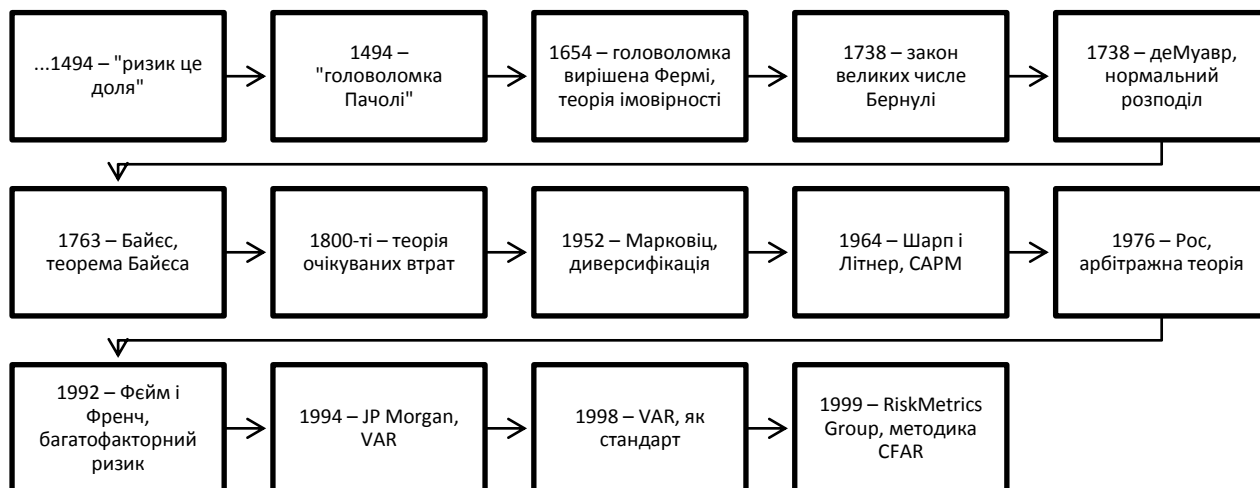 ...1494 – "ризик це
доля"
1494 –
"головоломка
Пачолі"
1654 – головоломка
вирішена Фермі,
теорія імовірності
1738 – закон
великих числе
Бернулі
1738 – деМуавр,
нормальний
розподіл
1763 – Байєс,
теорема Байєса
1800-ті – теорія
очікуваних втрат
1952 – Марковіц,
диверсифікація
1964 – Шарп і
Літнер, CAPM
1976 – Рос,
арбітражна теорія
1992 – Фєйм і
Френч,
багатофакторний
ризик
1994 – JP Morgan,
VAR
1998 – VAR, як
стандарт
1999 – RiskMetrics
Group, методика
CFAR